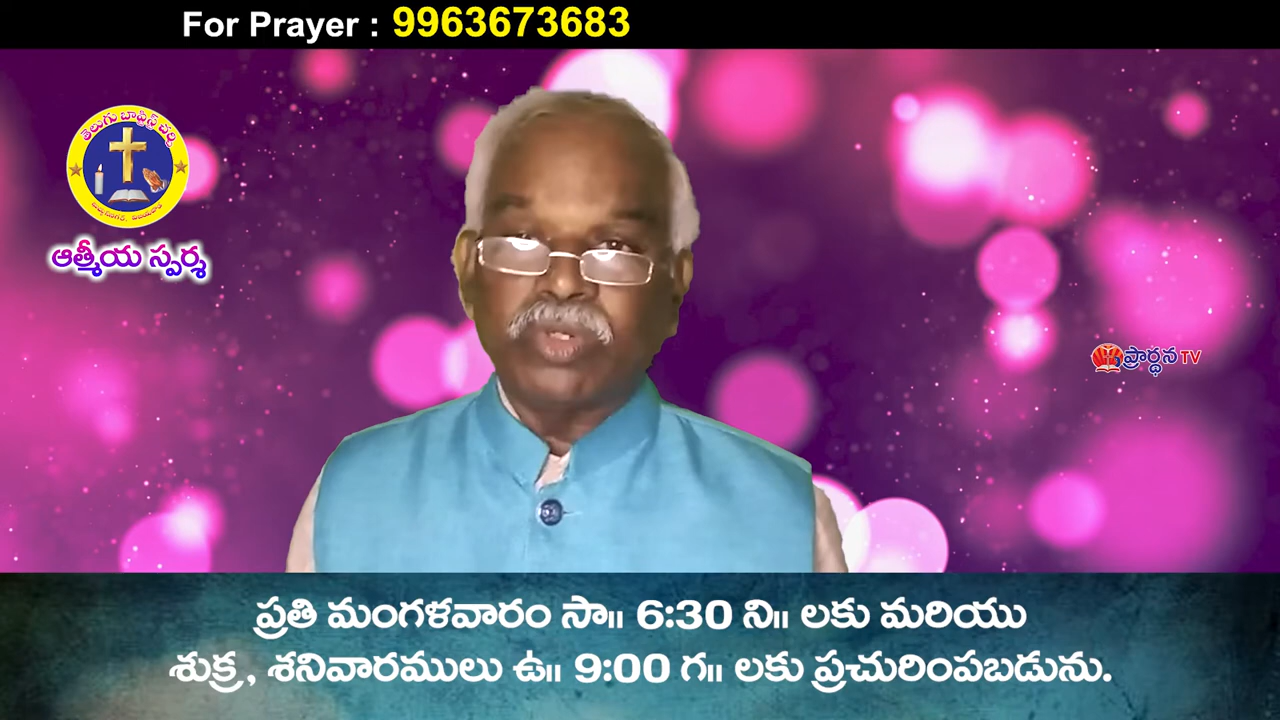 For Prayer : 9963673683
తెలుగు బాప్టిస్ట్ చర్చి
ఆత్మీయ స్పర్శ
ప్రార్థన TV
ప్రతి మంగళవారం సా॥ 6:30 ని॥ లకు మరియు
శుక్ర, శనివారములు ఉ॥ 9:00 గ॥ లకు ప్రచురింపబడును.